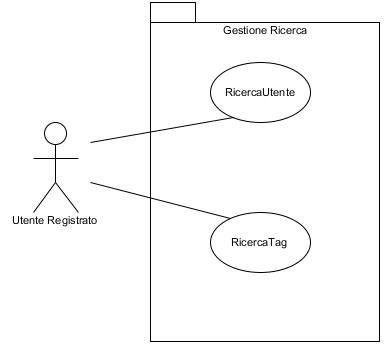 Gestione Ricerca
RicercaUtente
Utente Registrato
RicercaTag